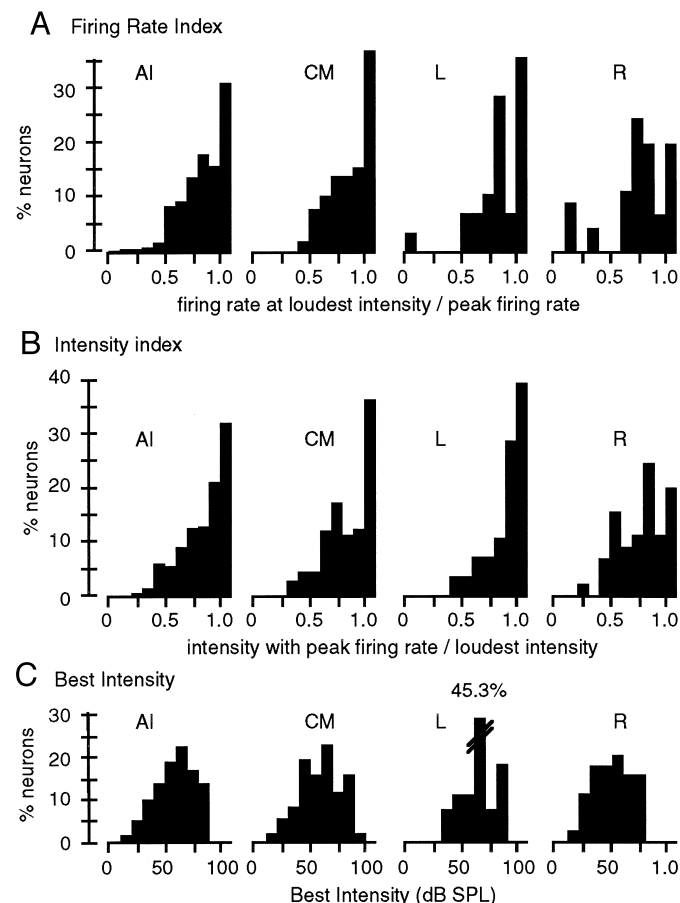 A Firing Rate Index
AI CM L R
30
20
10
0
% neurons
0 0.5 1.0 0 0.5 1.0 0 0.5 1.0 0 0.5 1.0
firing rate at loudest intensity / peak firing rate
B Intensity index
40
30
20
10
0
% neurons
AI CM L R
0 0.5 1.0 0 0.5 1.0 0 0.5 1.0 0 0.5 1.0
intensity with peak firing rate / loudest intensity
C Best Intensity
45.3%
30
20
10
0
% neurons
AI CM L R
0 50 100 0 50 100 0 50 100 0 50 1.0
Best Intensity (dB SPL)